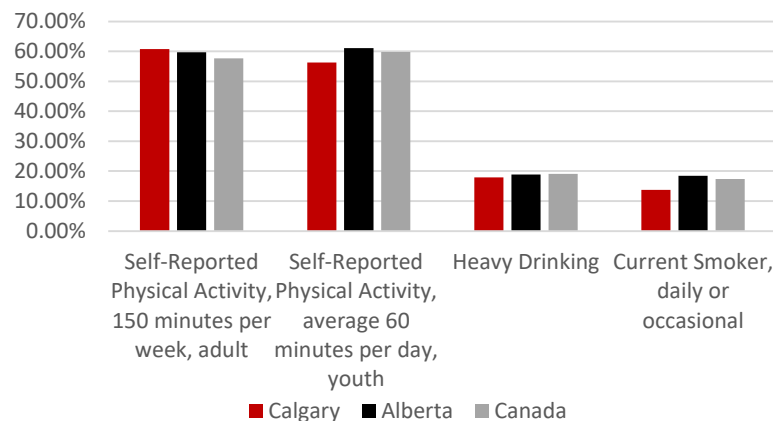 70.00%
60.00%
50.00%
40.00%
30.00%
20.00%
10.00%
0.00%
Self-Reported
Physical Activity,
150 minutes per
week, adult
Self-Reported
Physical Activity,
average 60
minutes per day,
youth
Heavy Drinking
Current Smoker,
daily or
occasional
Calgary Alberta Canada